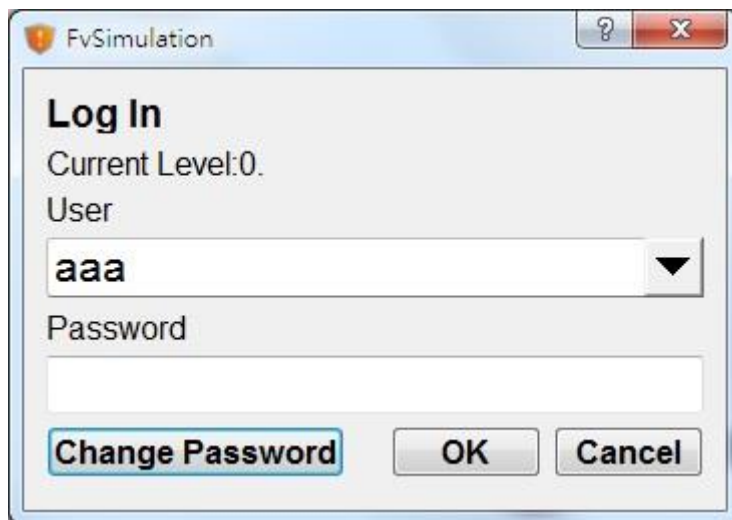 FvSimulation
Log In
Current Level:0.
User
aaa
Password
Change Password OK Cancel